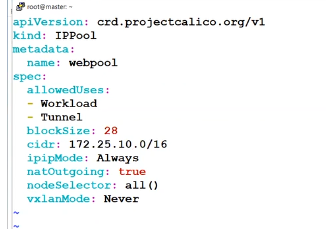 root@master: ~
apiVersion: crd.projectcalico.org/v1
kind: IPPool
metadata:
  name: webpool
spec:
  allowedUses:
  - Workload
  - Tunnel
  blockSize: 28
  cidr: 172.25.10.0/16
  ipipMode: Always
  natOutgoing: true
  nodeSelector: all()
  vxlanMode: Never
~
~